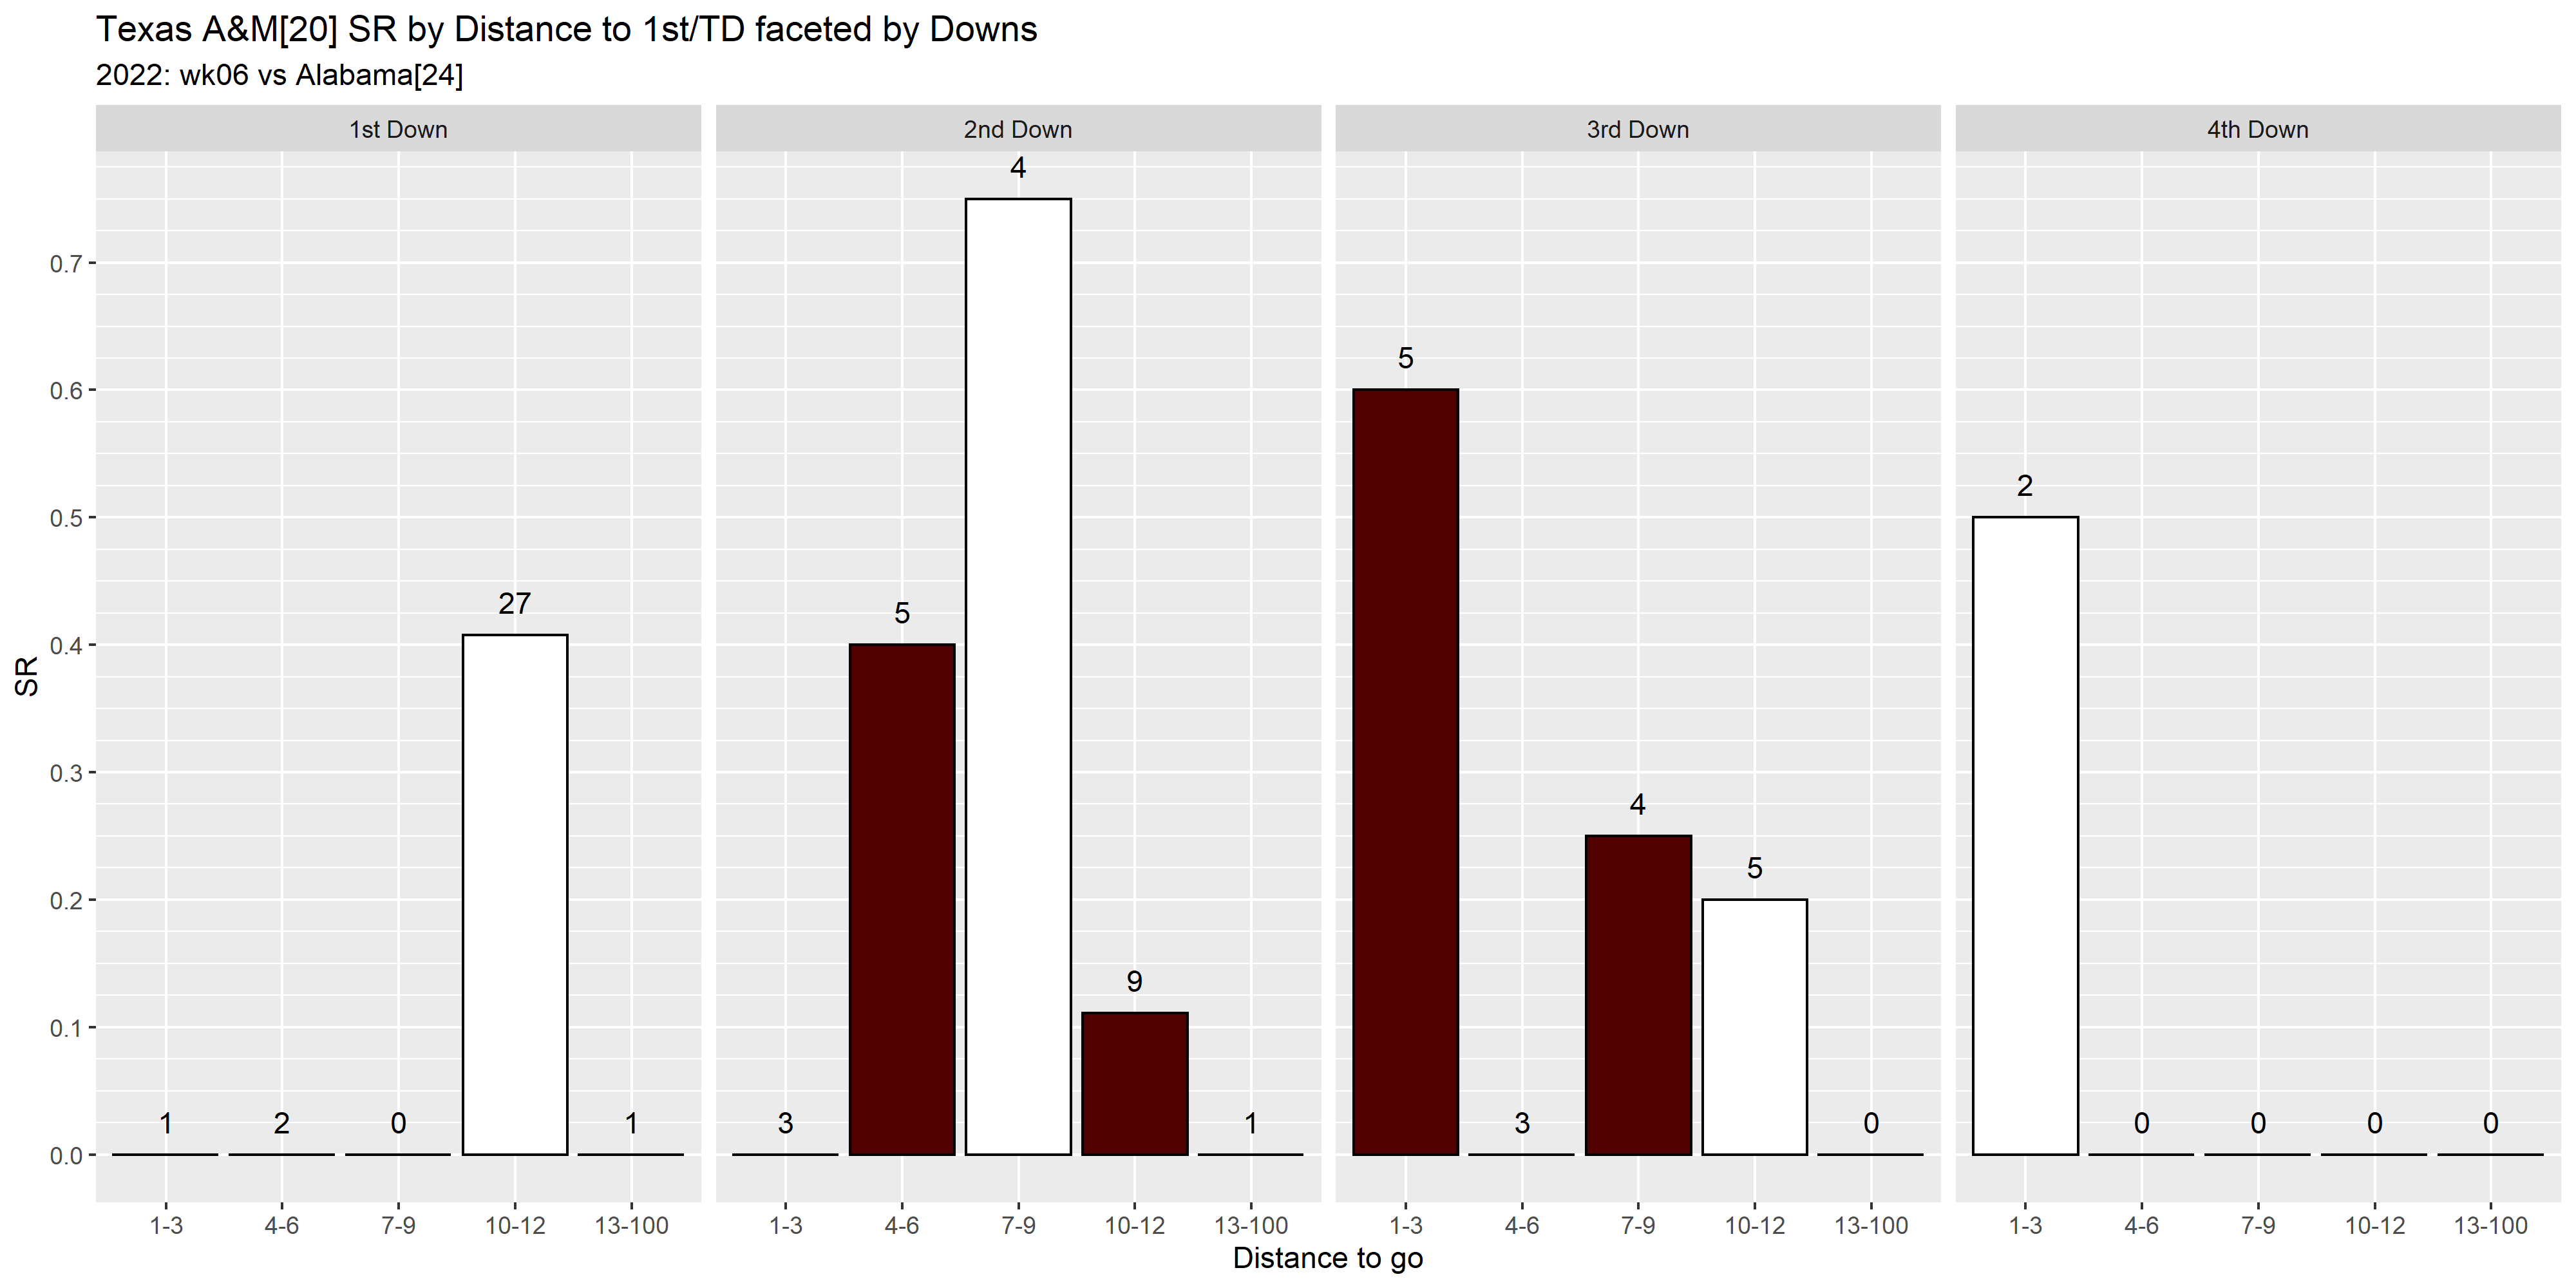 Texas A&M[20] SR by Distance to 1st/TD faceted by Downs
2022: wk06 vs Alabama[24]
1st Down 2nd Down 3rd Down 4th Down
4
0.7
5
0.6
2
0.5
27 5
0.4
SR
0.3
4
5
0.2
9
0.1
1 2 0 1 3 1 3 0 0 0 0 0
0.0
1-3 4-6 7-9 10-12 13-100 1-3 4-6 7-9 10-12 13-100 1-3 4-6 7-9 10-12 13-100 1-3 4-6 7-9 10-12 13-100
Distance to go